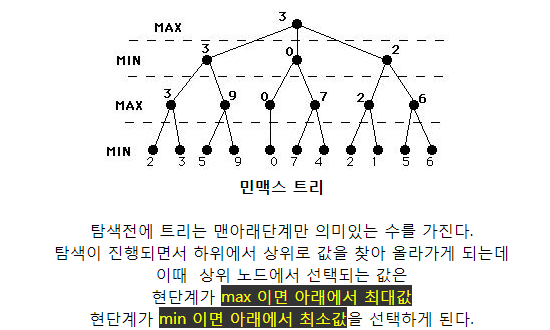 MAX
3
MIN
3 0 2
MAX
3 9 0 7 2 6
MIN
2 3 5 9 0 7 4 2 1 5 6
민맥스 트리
탐색전에 트리는 맨아래단계만 의미있는 수를 가진다.
탐색이 진행되면서 하위에서 상위로 값을 찾아 올라가게 되는데
이때 상위 노드에서 선택되는 값은
현단계가 max 이면 아래에서 최대값
현단계가 min 이면 아래에서 최소값을 선택하게 된다.